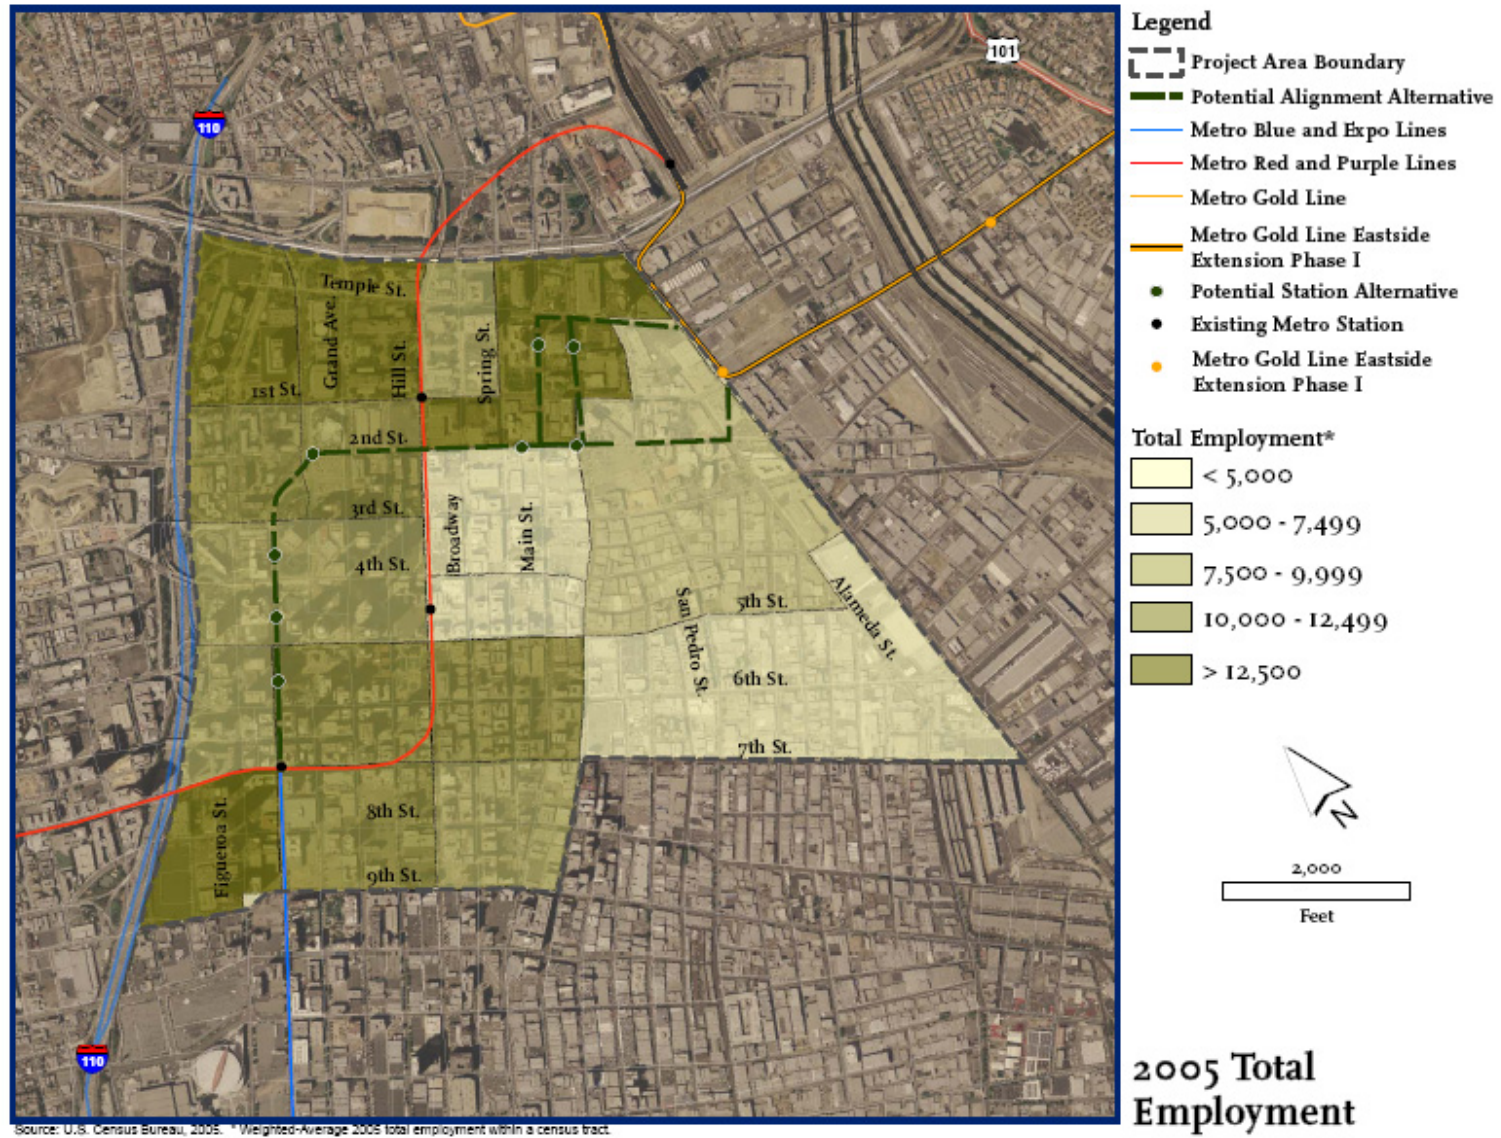 Legend
101
Project Area Boundary
Potential Alignment Alternative
110
Metro Blue and Expo Lines
Metro Red and Purple Lines
Metro Gold Line
Metro Gold Line Eastside
Extension Phase I
Potential Station Alternative
Existing Metro Station
Metro Gold Line Eastside
Extension Phase I
Temple St.
Grand Ave.
Hill St.
Spring St.
1st St.
2nd St.
3rd St.
Broadway
Main St.
4th St.
5th St.
San Pedro St.
Alameda St.
6th St.
7th St.
8th St.
Figueroa St.
9th St.
110
Total Employment*
< 5,000
5,000 - 7,499
7,500 - 9,999
10,000 - 12,499
> 12,500
N
2,000
Feet
2005 Total
Employment
Source: U.S. Census Bureau, 2005. * Weighted-Average 2005 total employment within a census tract.